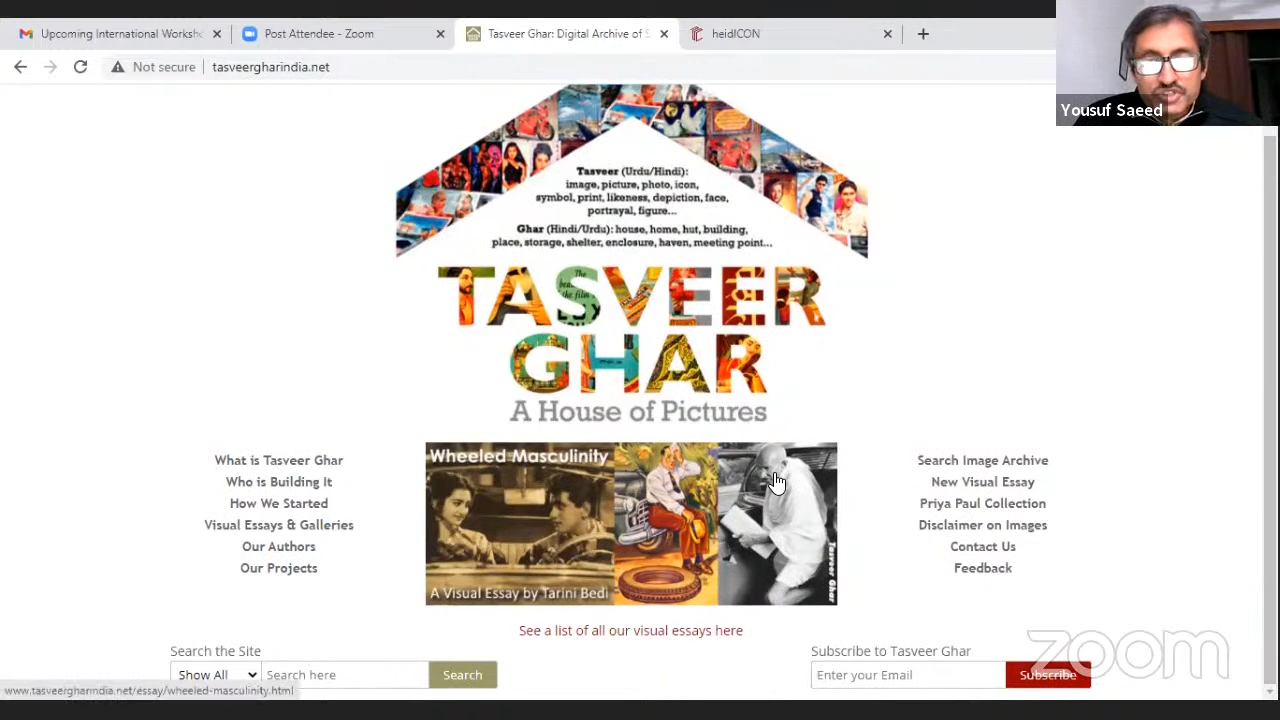 Upcoming International Worksh
Post Attendee - Zoom
Tasveer Ghar: Digital Archive of S
heidICON
Not secure
tasveergharindia.net
Yousuf Saeed
Tasveer (Urdu/Hindi):
image, picture, photo, icon,
symbol, print, likeness, depiction, face,
portrayal, figure...
Ghar (Hindi/Urdu): house, home, hut, building,
place, storage, shelter, enclosure, haven, meeting point...
TASVEER
GHAR
A House of Pictures
What is Tasveer Ghar
Who is Building It
How We Started
Visual Essays & Galleries
Our Authors
Our Projects
Wheeled Masculinity
A Visual Essay by Tarini Bedi
Tasveer Ghar
Search Image Archive
New Visual Essay
Priya Paul Collection
Disclaimer on Images
Contact Us
Feedback
See a list of all our visual essays here
Search the Site
Show All
Search here
Search
Subscribe to Tasveer Ghar
Enter your Email
Subscribe
www.tasveergharindia.net/essay/wheeled-masculinity.html
zoom